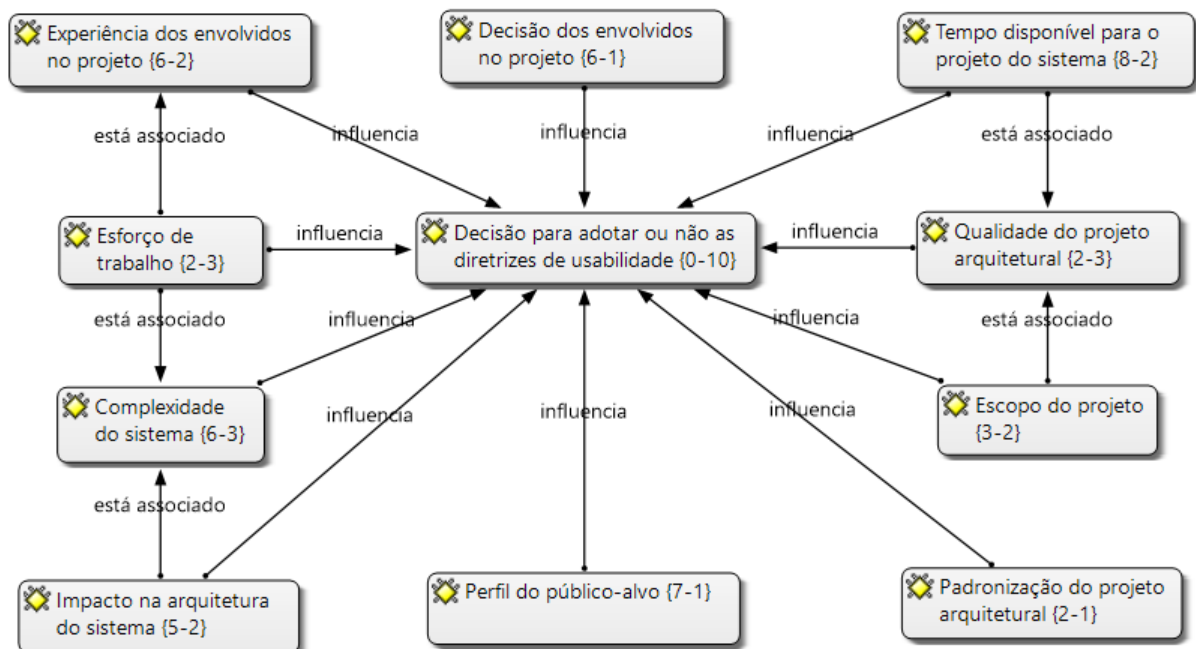 Experiência dos envolvidos
no projeto {6-2}
Decisão dos envolvidos
no projeto {6-1}
Tempo disponível para o
projeto do sistema {8-2}
está associado
influencia
influencia
influencia
está associado
Esforço de
trabalho {2-3}
influencia
Decisão para adotar ou não as
diretrizes de usabilidade {0-10}
influencia
Qualidade do projeto
arquitetural {2-3}
está associado
influencia
influencia
está associado
Complexidade
do sistema {6-3}
influencia
influencia
influencia
Escopo do projeto
{3-2}
está associado
Impacto na arquitetura
do sistema {5-2}
Perfil do público-alvo {7-1}
Padronização do projeto
arquitetural {2-1}